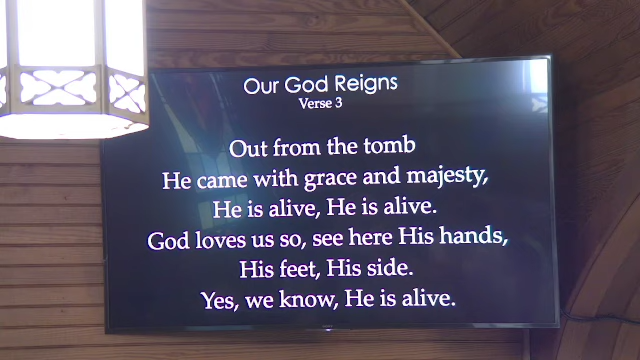 Our God Reigns
Verse 3
Out from the tomb
He came with grace and majesty,
He is alive, He is alive.
God loves us so, see here His hands,
His feet, His side.
Yes, we know, He is alive.